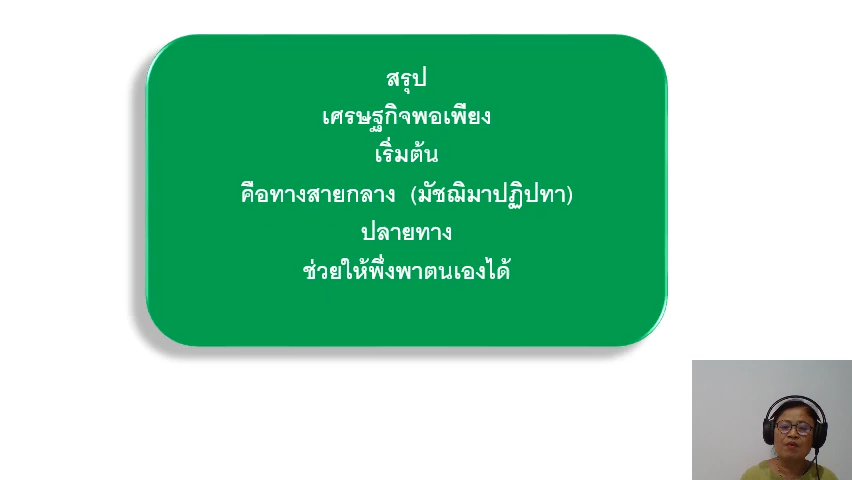 สรุป
เศรษฐกิจพอเพียง
เริ่มต้น
คือทางสายกลาง (มัชฌิมาปฏิปทา)
ปลายทาง
ช่วยให้พึ่งพาตนเองได้